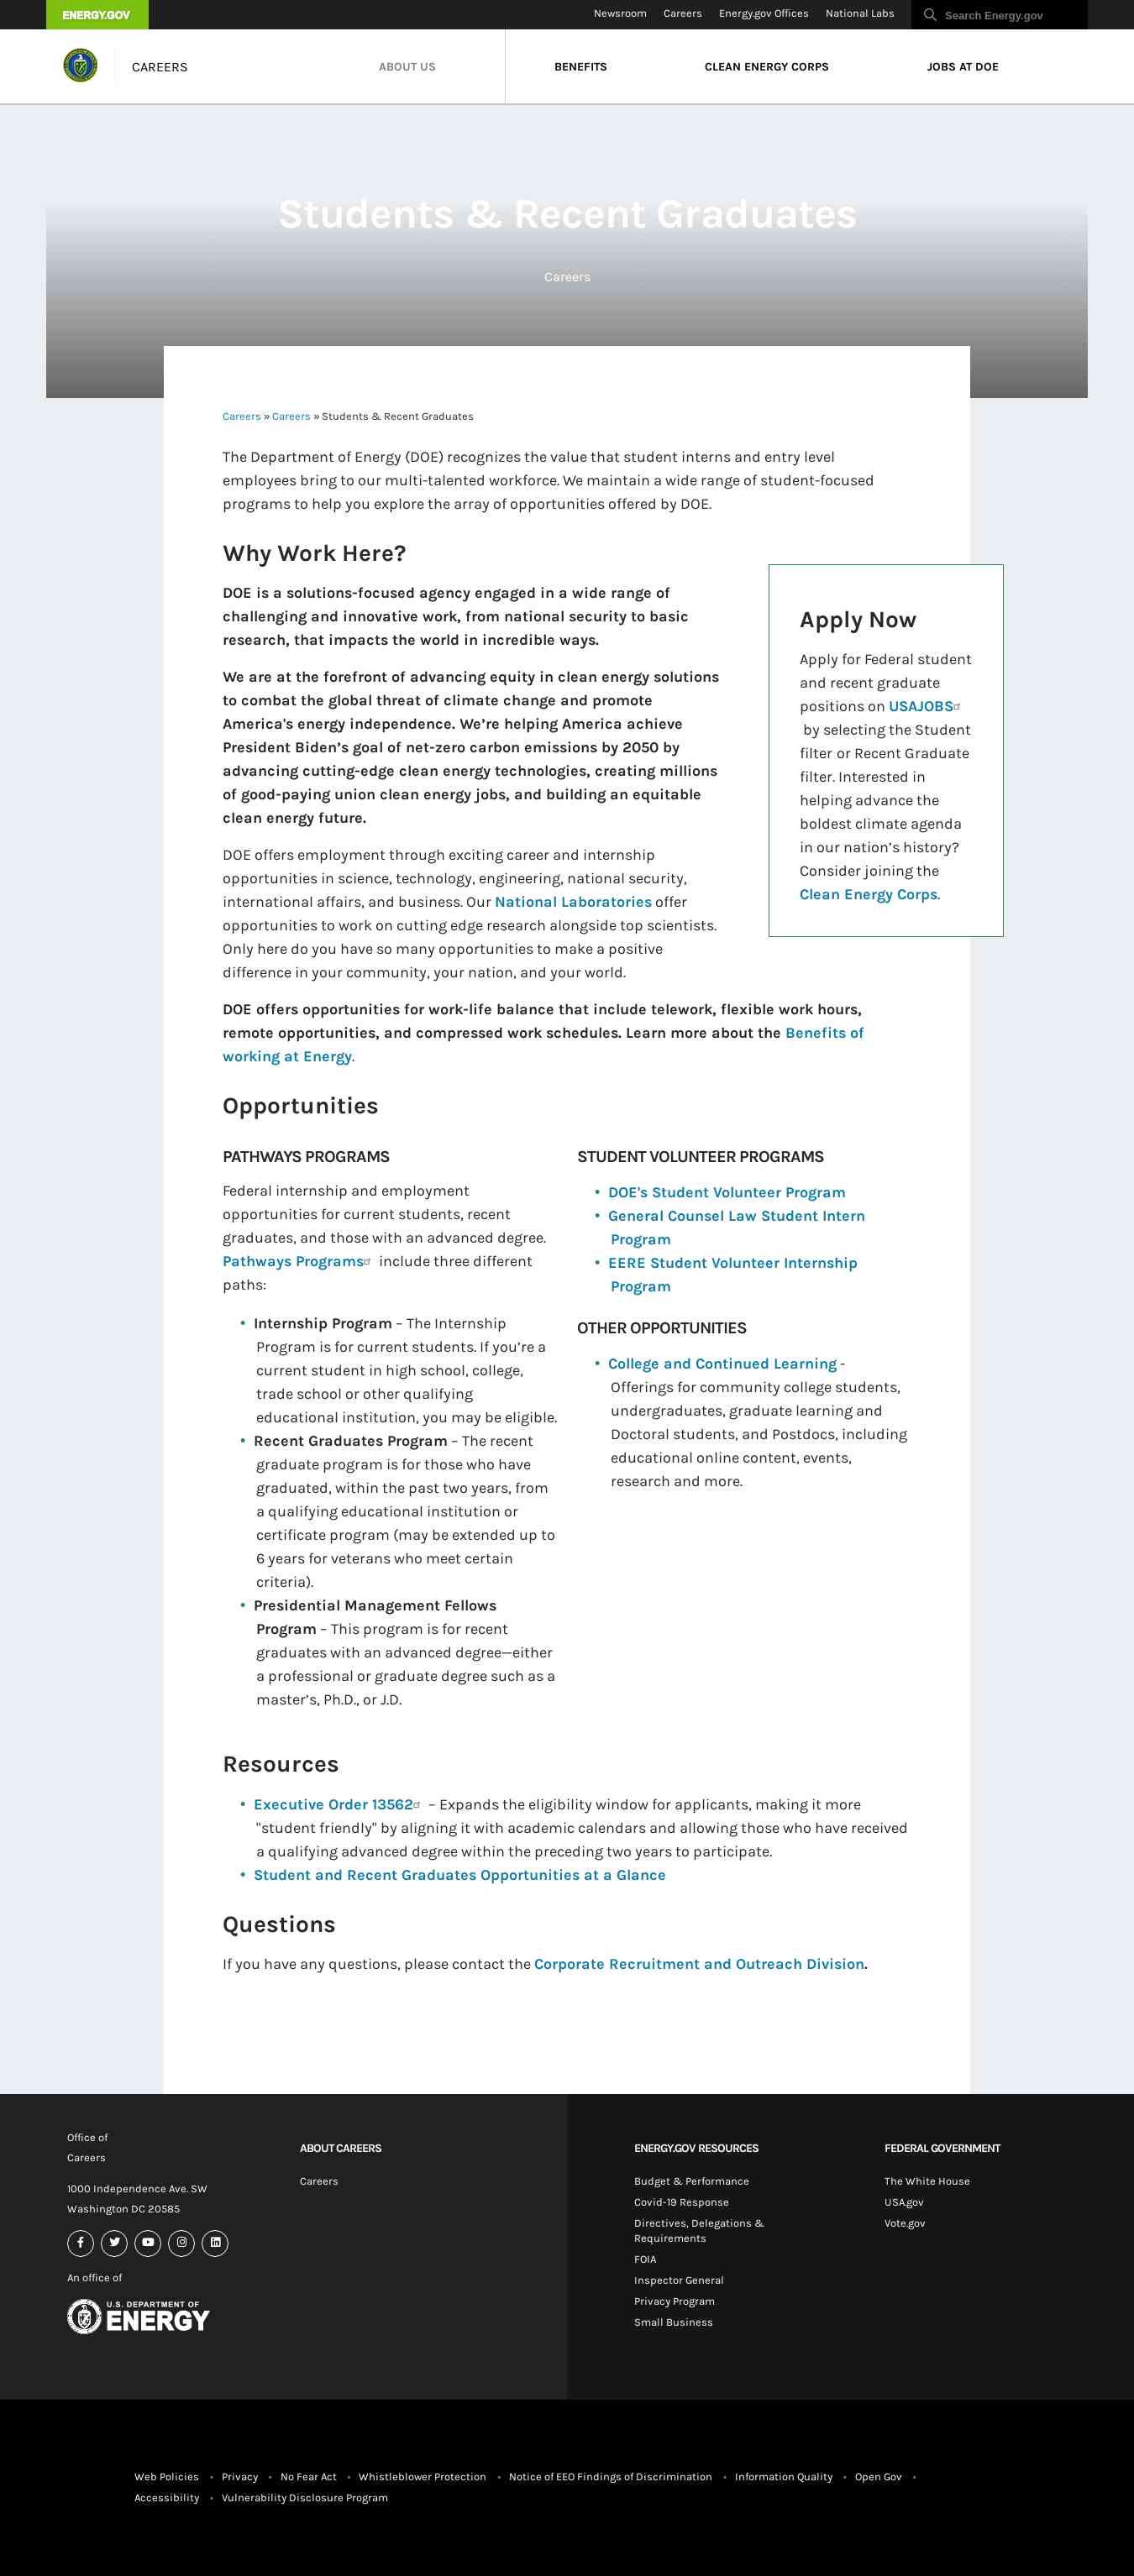 ENERGY.GOV
Newsroom Careers Energy.gov Offices National Labs Search Energy.gov
CAREERS ABOUT US BENEFITS CLEAN ENERGY CORPS JOBS AT DOE
Students & Recent Graduates
Careers
Careers » Careers » Students & Recent Graduates
The Department of Energy (DOE) recognizes the value that student interns and entry level
employees bring to our multi-talented workforce. We maintain a wide range of student-focused
programs to help you explore the array of opportunities offered by DOE.
Why Work Here?
DOE is a solutions-focused agency engaged in a wide range of
challenging and innovative work, from national security to basic
research, that impacts the world in incredible ways.
We are at the forefront of advancing equity in clean energy solutions
to combat the global threat of climate change and promote
America's energy independence. We’re helping America achieve
President Biden’s goal of net-zero carbon emissions by 2050 by
advancing cutting-edge clean energy technologies, creating millions
of good-paying union clean energy jobs, and building an equitable
clean energy future.
DOE offers employment through exciting career and internship
opportunities in science, technology, engineering, national security,
international affairs, and business. Our National Laboratories offer
opportunities to work on cutting edge research alongside top scientists.
Only here do you have so many opportunities to make a positive
difference in your community, your nation, and your world.
Apply Now
Apply for Federal student
and recent graduate
positions on USAJOBS
by selecting the Student
filter or Recent Graduate
filter. Interested in
helping advance the
boldest climate agenda
in our nation’s history?
Consider joining the
Clean Energy Corps.
DOE offers opportunities for work-life balance that include telework, flexible work hours,
remote opportunities, and compressed work schedules. Learn more about the Benefits of
working at Energy.
Opportunities
PATHWAYS PROGRAMS
Federal internship and employment
opportunities for current students, recent
graduates, and those with an advanced degree.
Pathways Programs include three different
paths:
• Internship Program – The Internship
Program is for current students. If you’re a
current student in high school, college,
trade school or other qualifying
educational institution, you may be eligible.
• Recent Graduates Program – The recent
graduate program is for those who have
graduated, within the past two years, from
a qualifying educational institution or
certificate program (may be extended up to
6 years for veterans who meet certain
criteria).
• Presidential Management Fellows
Program – This program is for recent
graduates with an advanced degree—either
a professional or graduate degree such as a
master’s, Ph.D., or J.D.
STUDENT VOLUNTEER PROGRAMS
• DOE's Student Volunteer Program
• General Counsel Law Student Intern
Program
• EERE Student Volunteer Internship
Program
OTHER OPPORTUNITIES
• College and Continued Learning -
Offerings for community college students,
undergraduates, graduate learning and
Doctoral students, and Postdocs, including
educational online content, events,
research and more.
Resources
• Executive Order 13562 – Expands the eligibility window for applicants, making it more
"student friendly" by aligning it with academic calendars and allowing those who have received
a qualifying advanced degree within the preceding two years to participate.
• Student and Recent Graduates Opportunities at a Glance
Questions
If you have any questions, please contact the Corporate Recruitment and Outreach Division.
Office of
Careers
1000 Independence Ave. SW
Washington DC 20585
An office of
U.S. DEPARTMENT OF
ENERGY
ABOUT CAREERS
Careers
ENERGY.GOV RESOURCES
Budget & Performance
Covid-19 Response
Directives, Delegations &
Requirements
FOIA
Inspector General
Privacy Program
Small Business
FEDERAL GOVERNMENT
The White House
USA.gov
Vote.gov
Web Policies • Privacy • No Fear Act • Whistleblower Protection • Notice of EEO Findings of Discrimination • Information Quality • Open Gov •
Accessibility • Vulnerability Disclosure Program